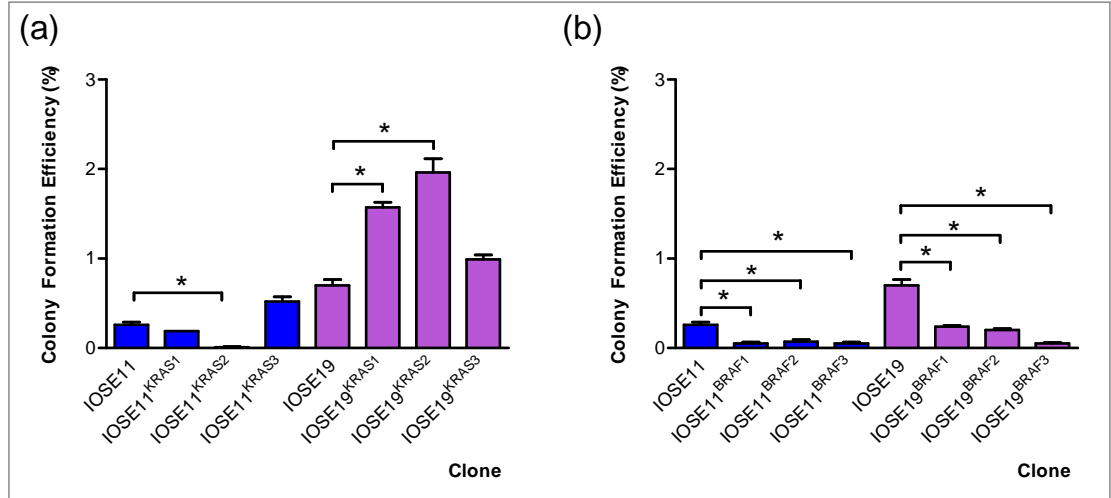 (a)
Colony Formation Efficiency (%)
3
2
1
0
*
*
*
IOSE11
IOSE11KRAS1
IOSE11KRAS2
IOSE11KRAS3
IOSE19
IOSE19KRAS1
IOSE19KRAS2
IOSE19KRAS3
Clone
(b)
Colony Formation Efficiency (%)
3
2
1
0
*
*
*
*
*
*
IOSE11
IOSE11BRAF1
IOSE11BRAF2
IOSE11BRAF3
IOSE19
IOSE19BRAF1
IOSE19BRAF2
IOSE19BRAF3
Clone